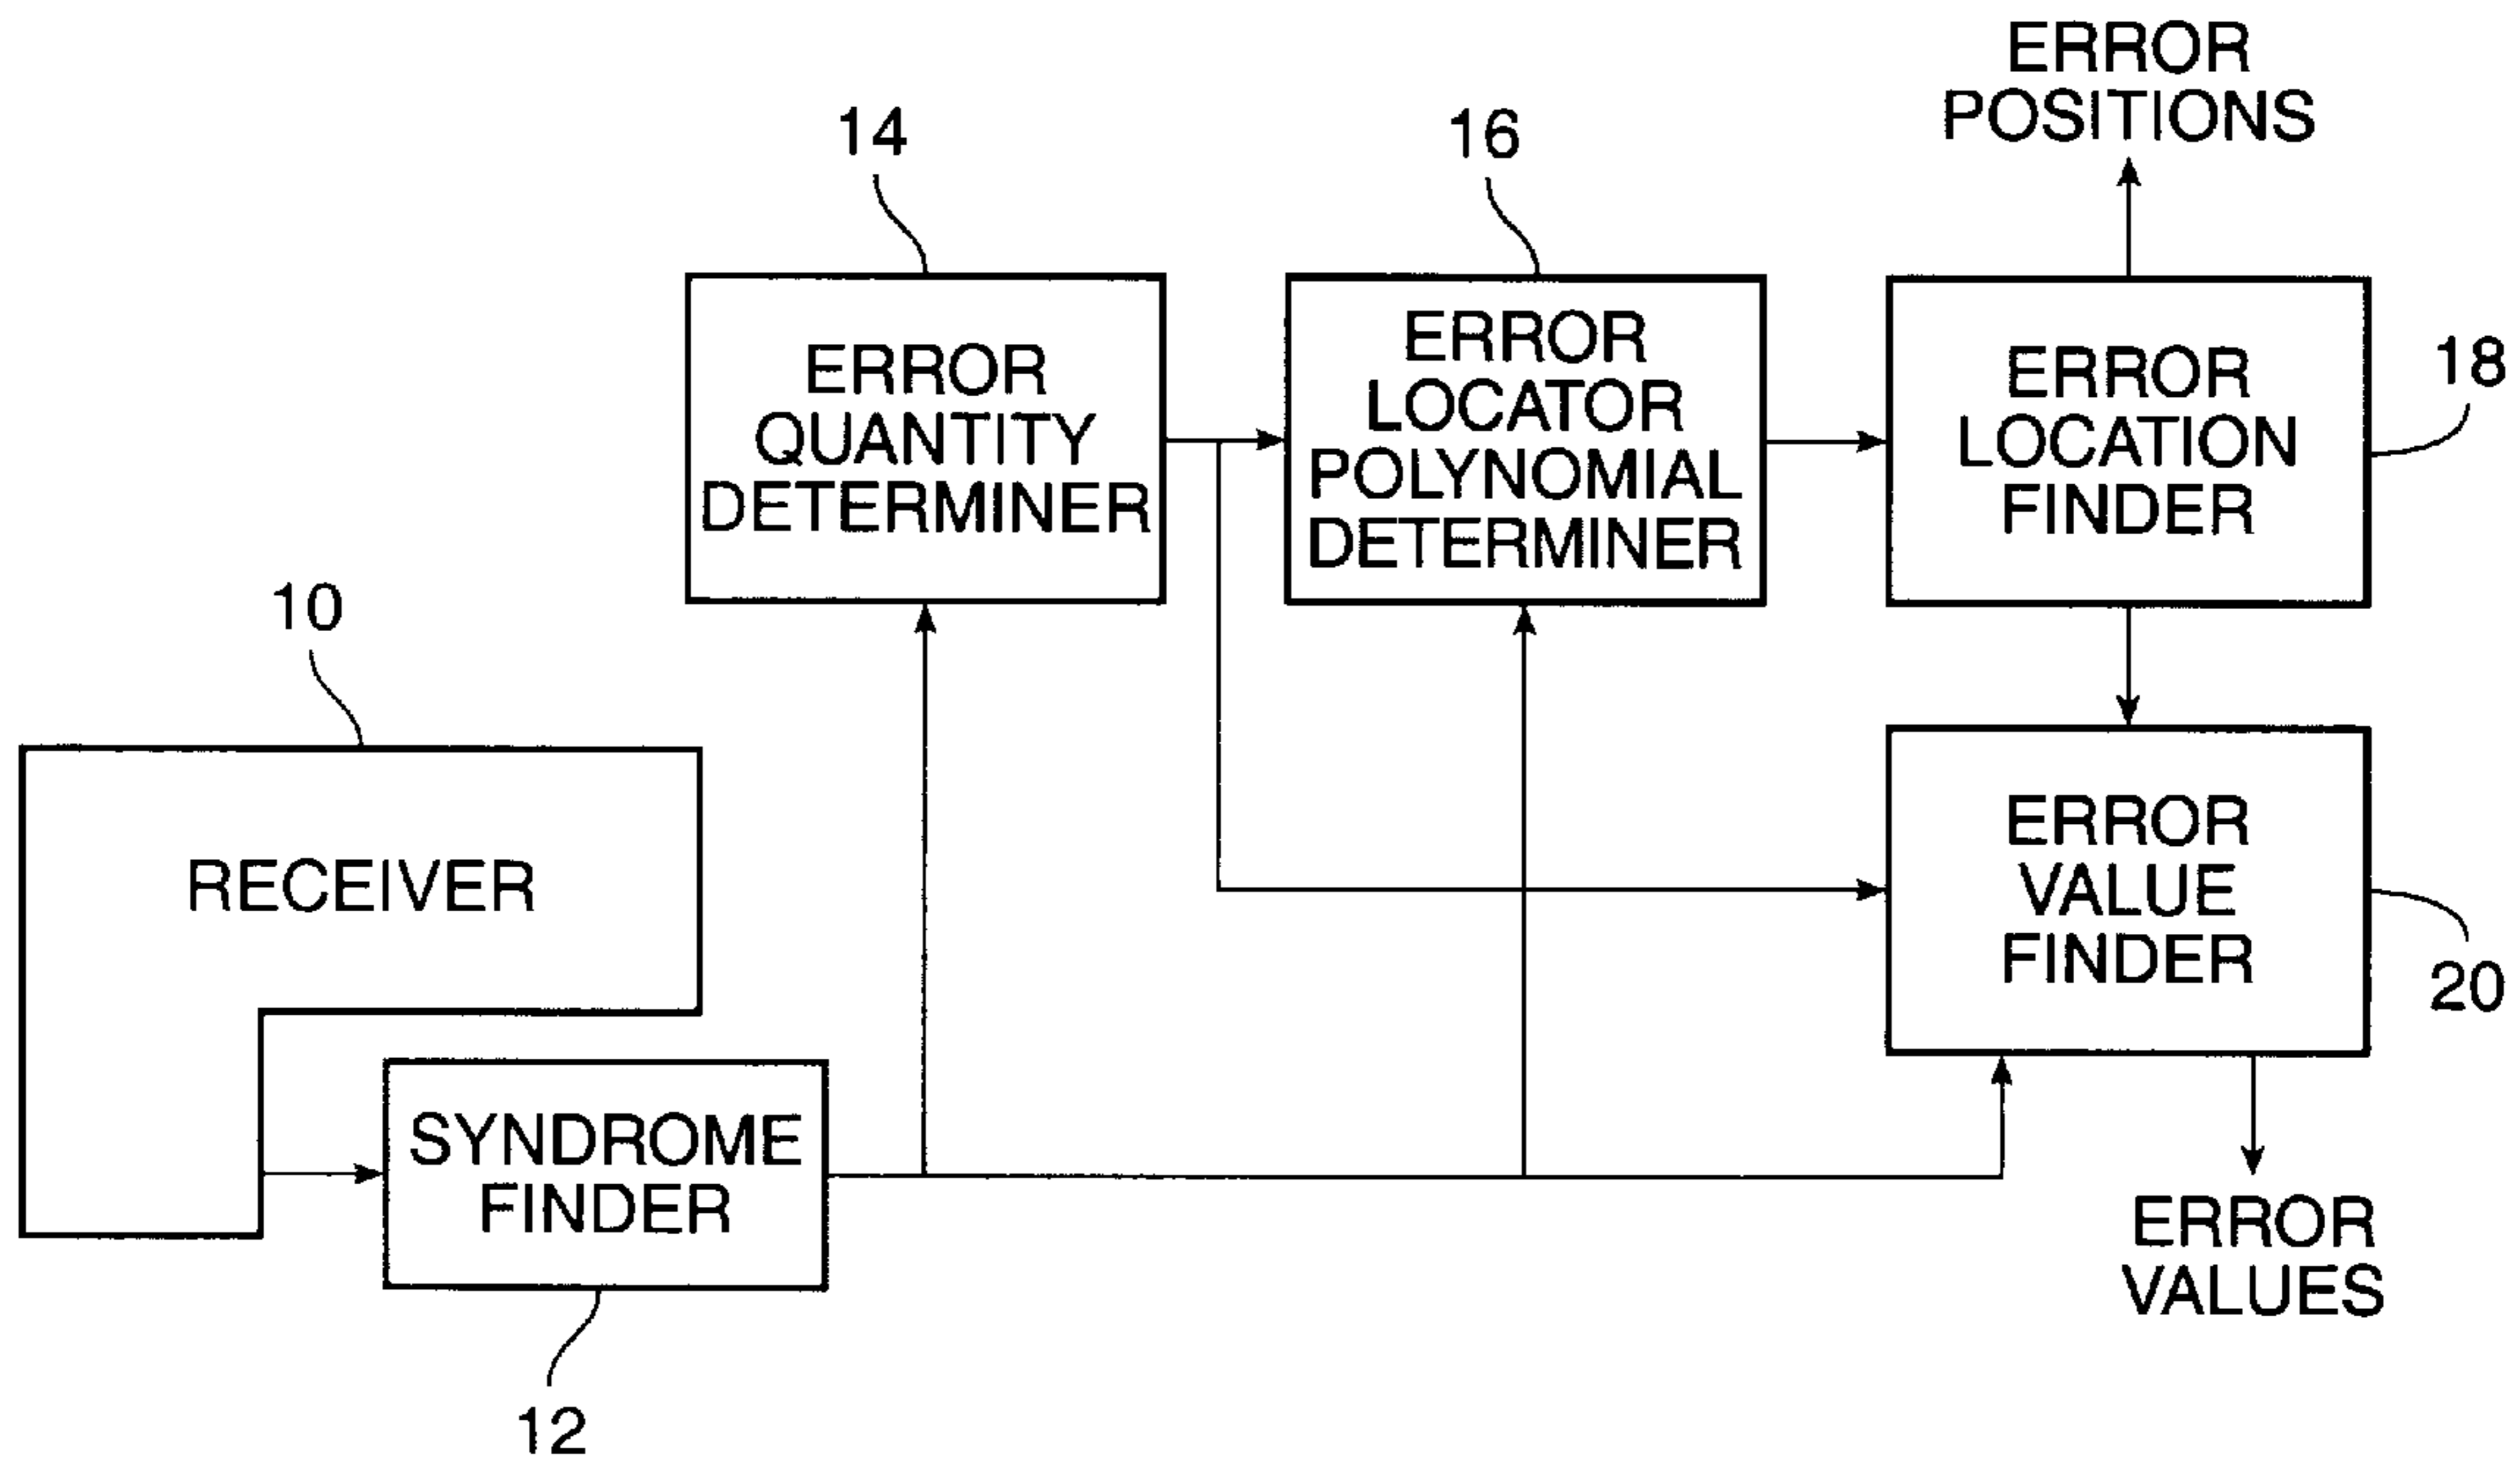 ERROR
POSITIONS
14
16
ERROR
QUANTITY
DETERMINER
ERROR
LOCATOR
POLYNOMIAL
DETERMINER
ERROR
LOCATION
FINDER
18
10
RECEIVER
ERROR
VALUE
FINDER
20
SYNDROME
FINDER
12
ERROR
VALUES